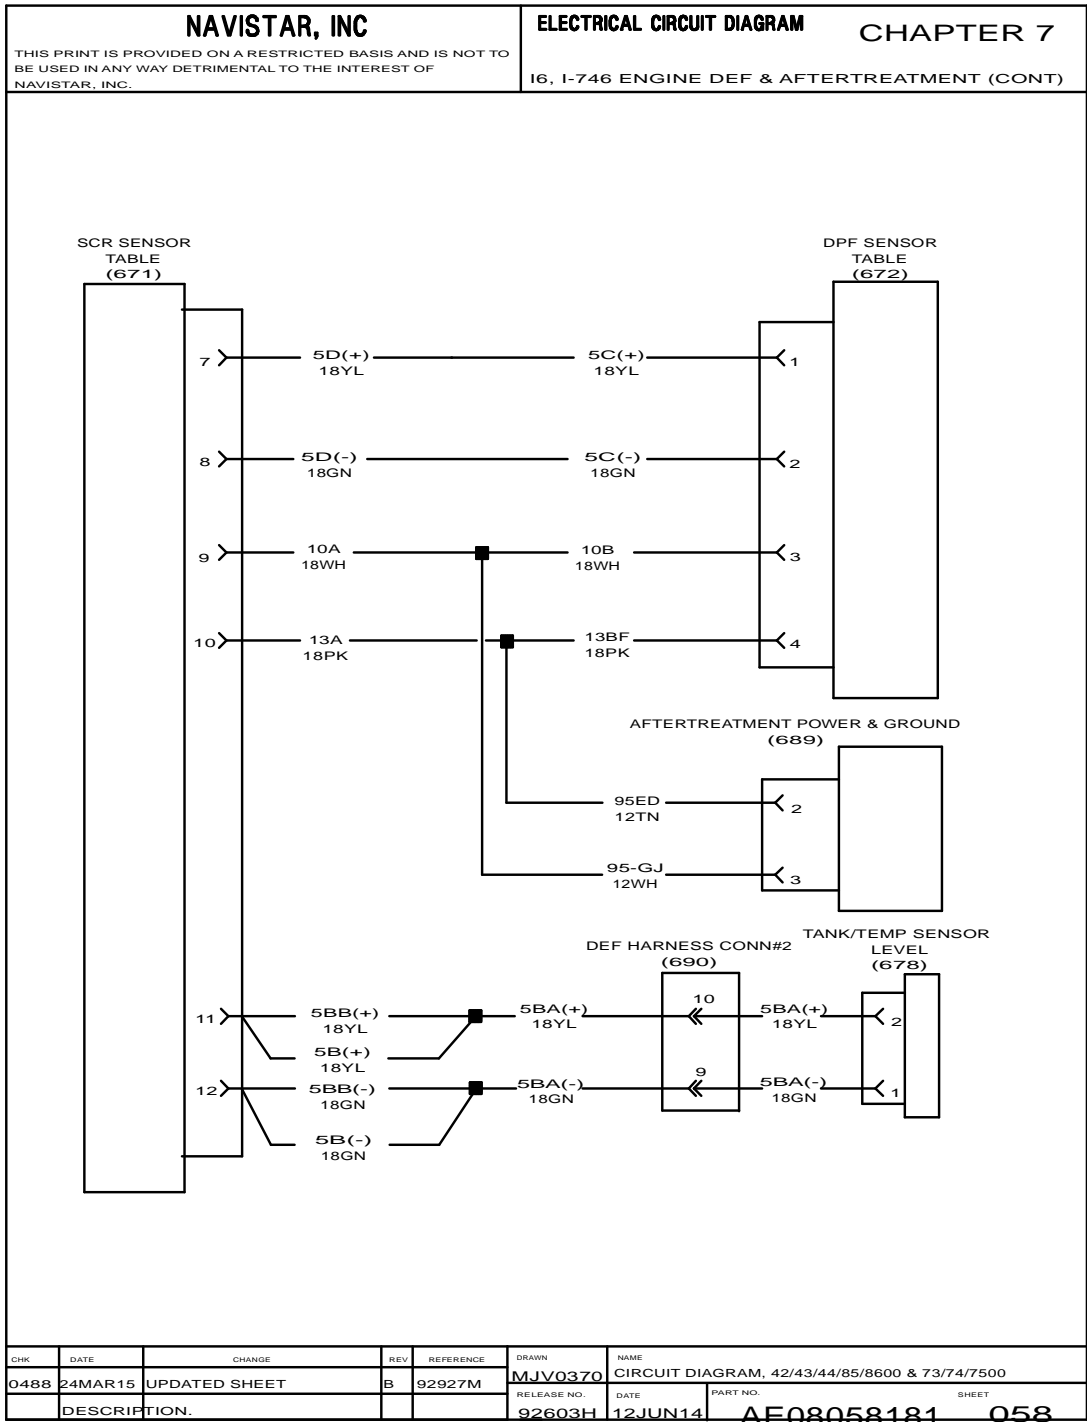 NAVISTAR, INC
THIS PRINT IS PROVIDED ON A RESTRICTED BASIS AND IS NOT TO
BE USED IN ANY WAY DETRIMENTAL TO THE INTEREST OF
NAVISTAR, INC.
ELECTRICAL CIRCUIT DIAGRAM
CHAPTER 7
I6, I-746 ENGINE DEF & AFTERTREATMENT (CONT)
SCR SENSOR
TABLE
(671)
DPF SENSOR
TABLE
(672)
7
5D(+)
18YL
5C(+)
18YL
1
8
5D(-)
18GN
5C(-)
18GN
2
9
10A
18WH
10B
18WH
3
10
13A
18PK
13BF
18PK
4
AFTERTREATMENT POWER & GROUND
(689)
95ED
12TN
2
95-GJ
12WH
3
DEF HARNESS CONN#2
(690)
TANK/TEMP SENSOR
LEVEL
(678)
11
5BB(+)
18YL
5BA(+)
18YL
10
5BA(+)
18YL
2
5B(+)
18YL
12
5BB(-)
18GN
5BA(-)
18GN
9
5BA(-)
18GN
1
5B(-)
18GN
CHK DATE CHANGE REV REFERENCE
0488 24MAR15 UPDATED SHEET B 92927M
DESCRIPTION.
DRAWN
MJV0370
NAME
CIRCUIT DIAGRAM, 42/43/44/85/8600 & 73/74/7500
RELEASE NO.
92603H
DATE
12JUN14
PART NO.
AF08058181
SHEET
058